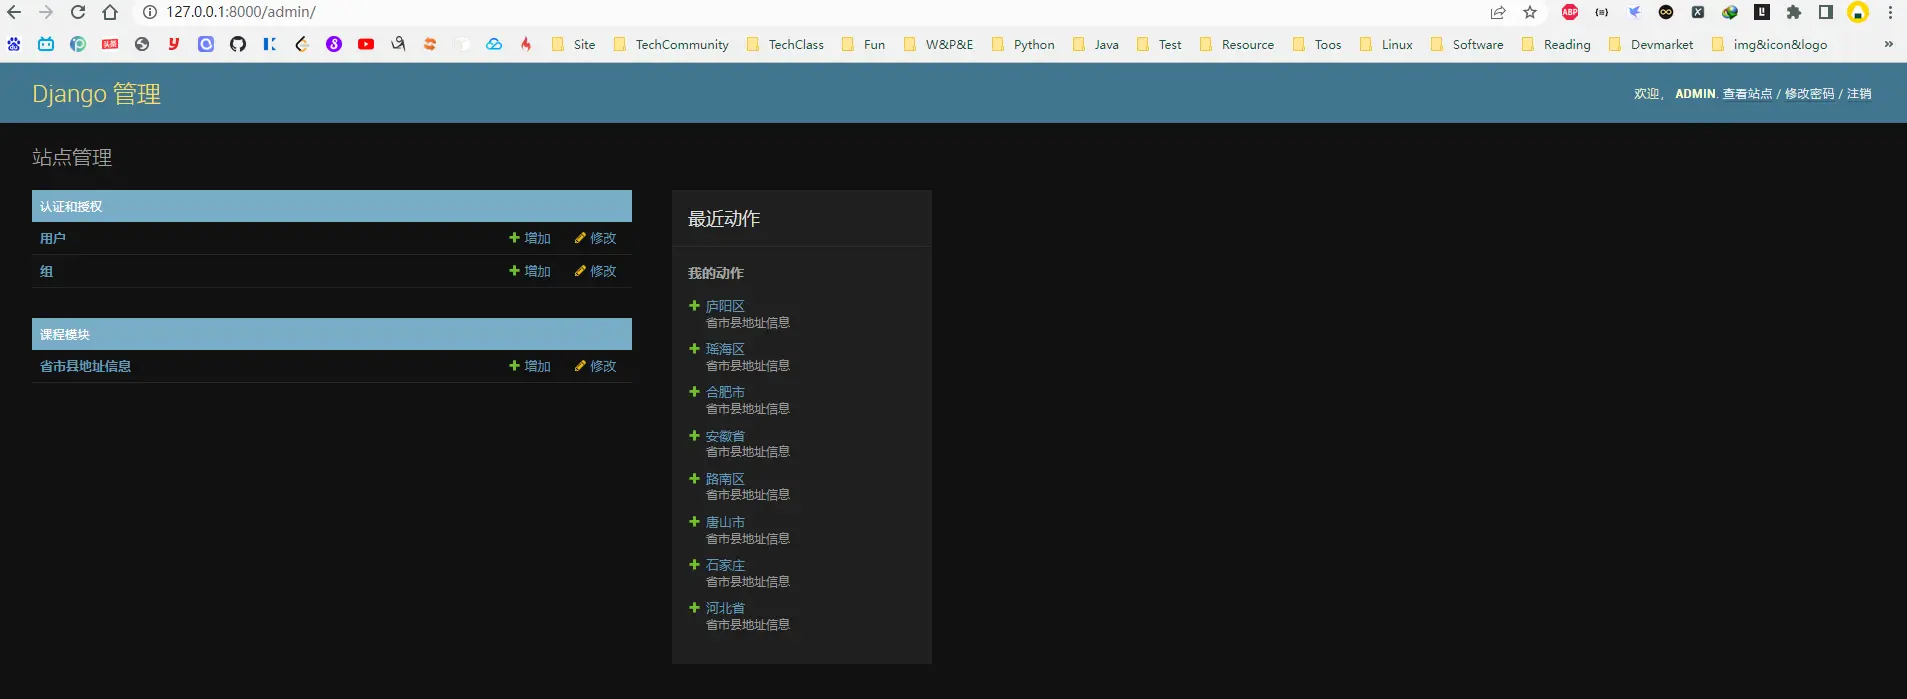 127.0.0.1:8000/admin/
ABP
头条
Site TechCommunity TechClass Fun W&P&E Python Java Test Resource Toos Linux Software Reading Devmarket img&icon&logo »
Django 管理
欢迎， ADMIN. 查看站点 / 修改密码 / 注销
站点管理
认证和授权
用户 增加 修改
组 增加 修改
课程模块
省市县地址信息 增加 修改
最近动作
我的动作
庐阳区
省市县地址信息
瑶海区
省市县地址信息
合肥市
省市县地址信息
安徽省
省市县地址信息
路南区
省市县地址信息
唐山市
省市县地址信息
石家庄
省市县地址信息
河北省
省市县地址信息